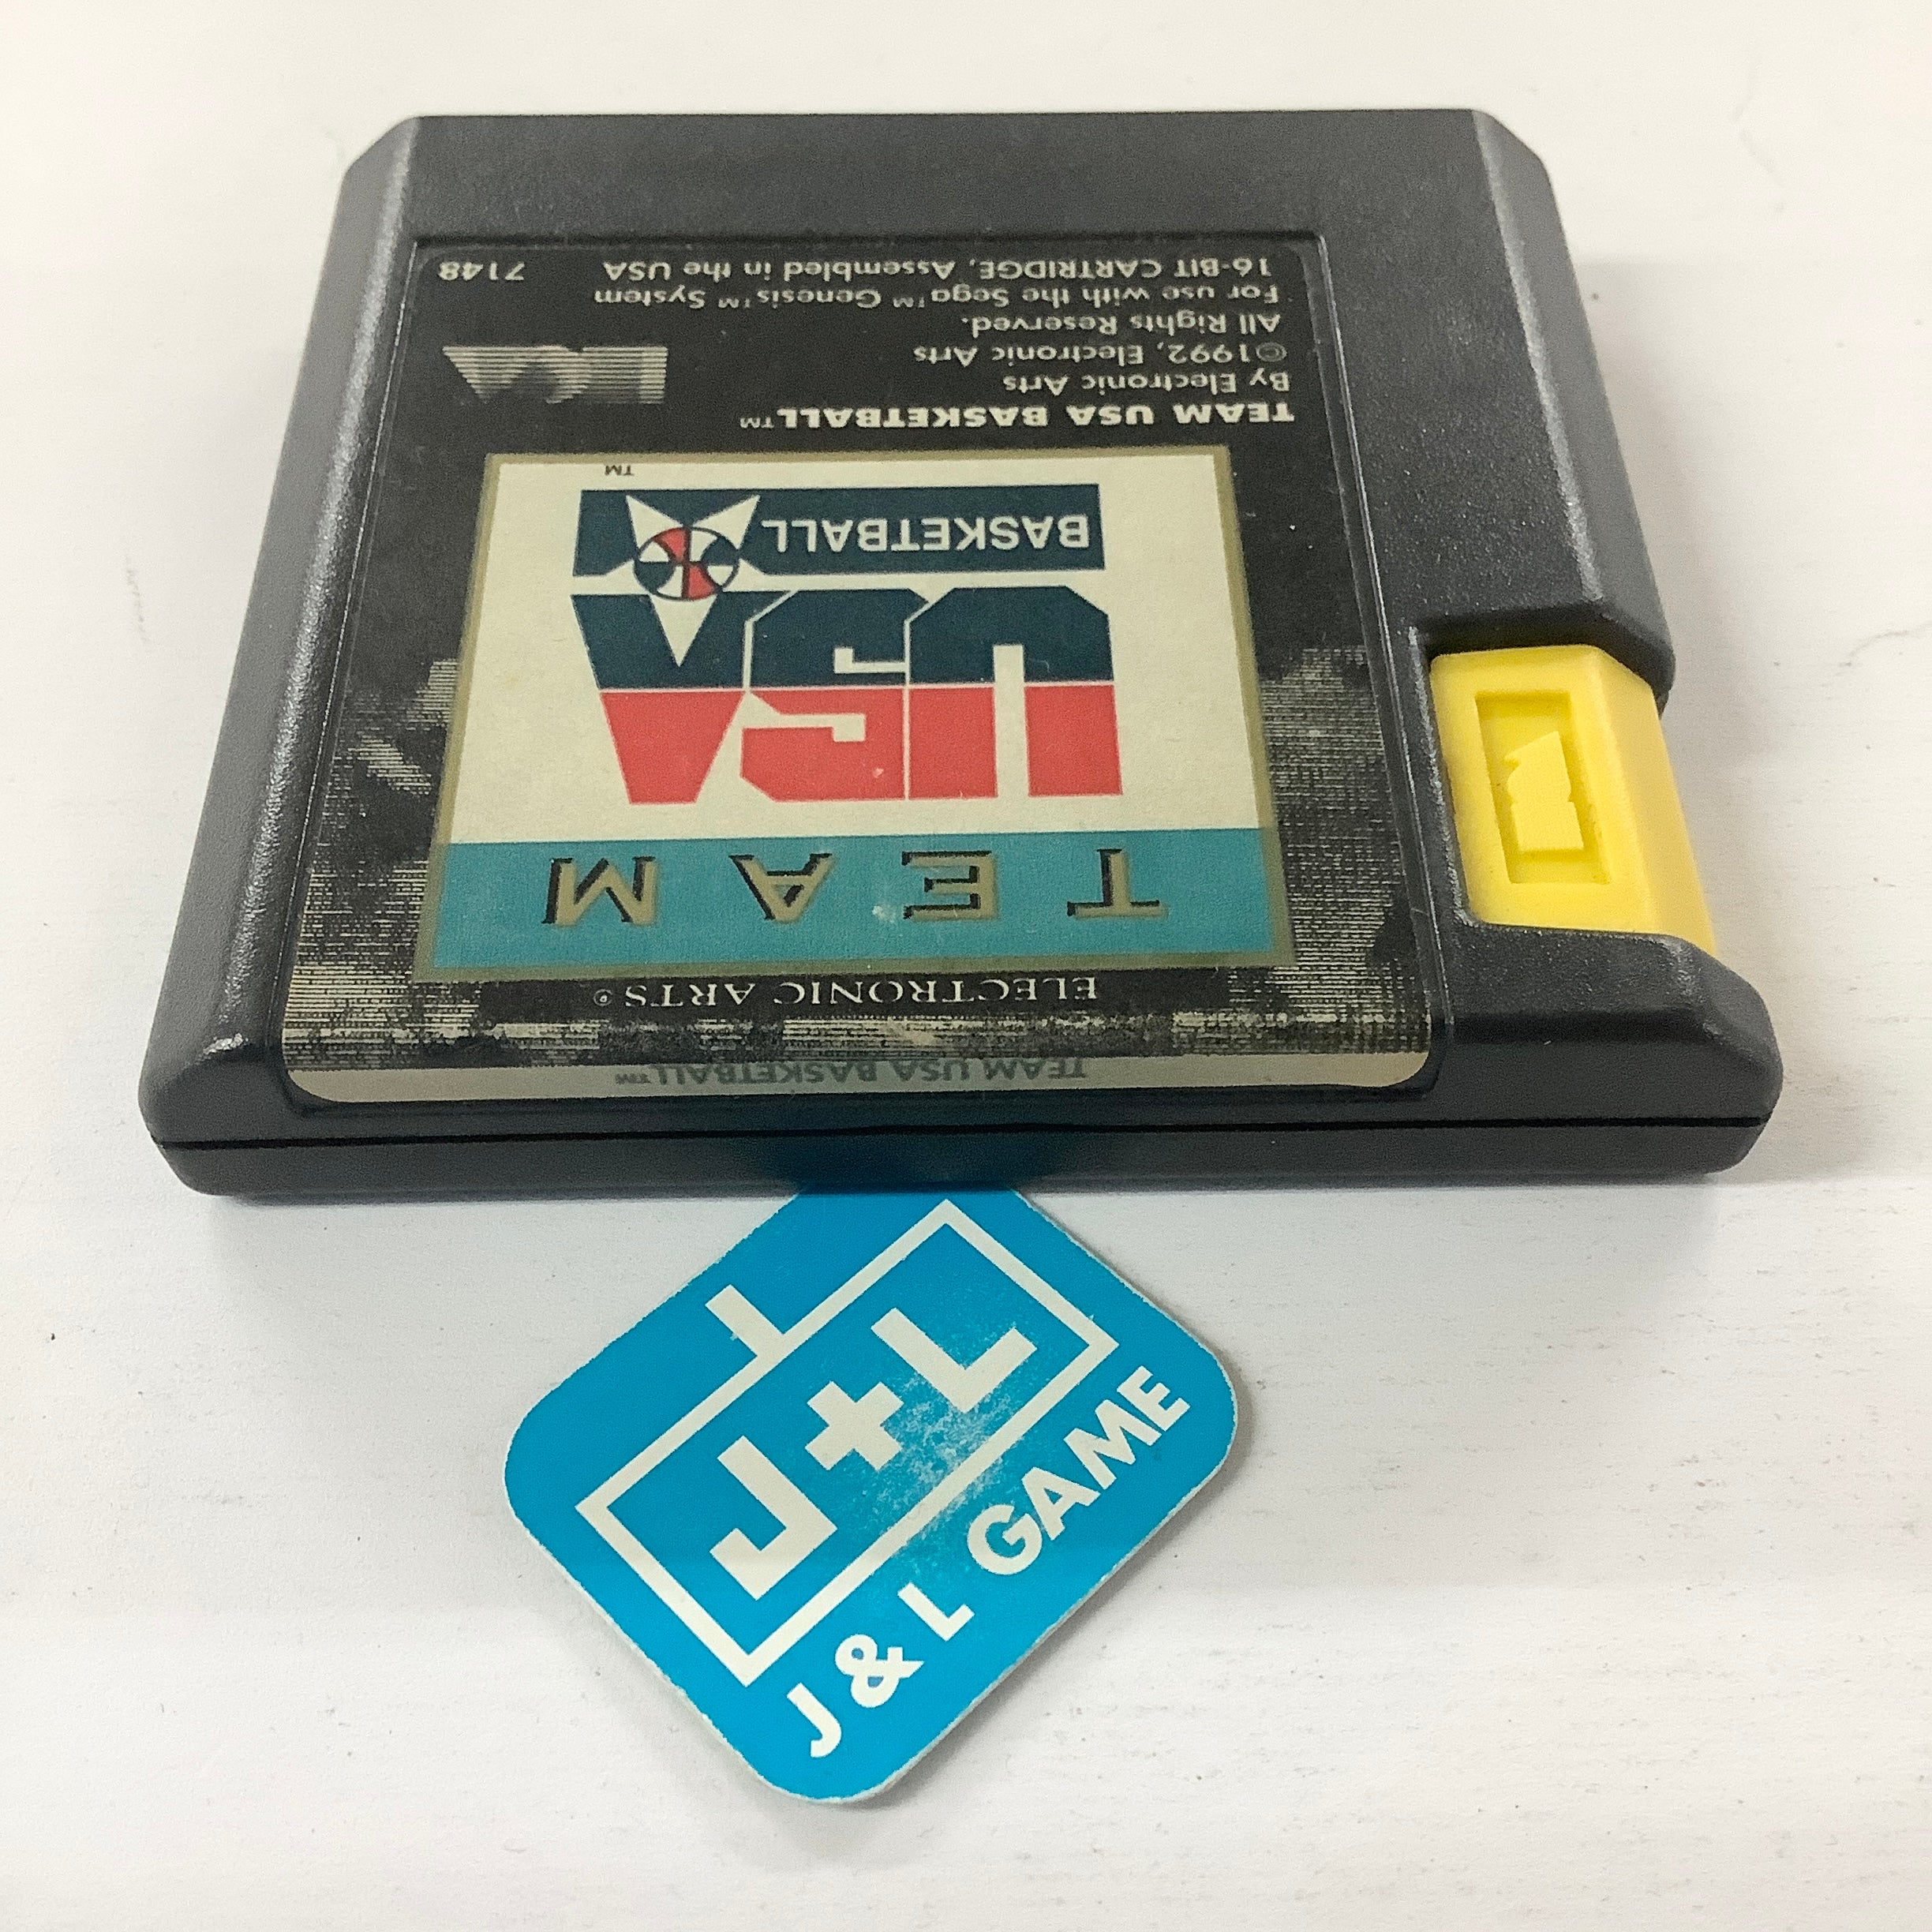 TEAM USA BASKETBALL™
ELECTRONIC ARTS®
TEAM
USA
BASKETBALL
™
TEAM USA BASKETBALL™
By Electronic Arts
©1992, Electronic Arts
All Rights Reserved.
For use with the Sega™ Genesis™ System
16-BIT CARTRIDGE, Assembled in the USA 7148
EA
J+L
J & L GAME